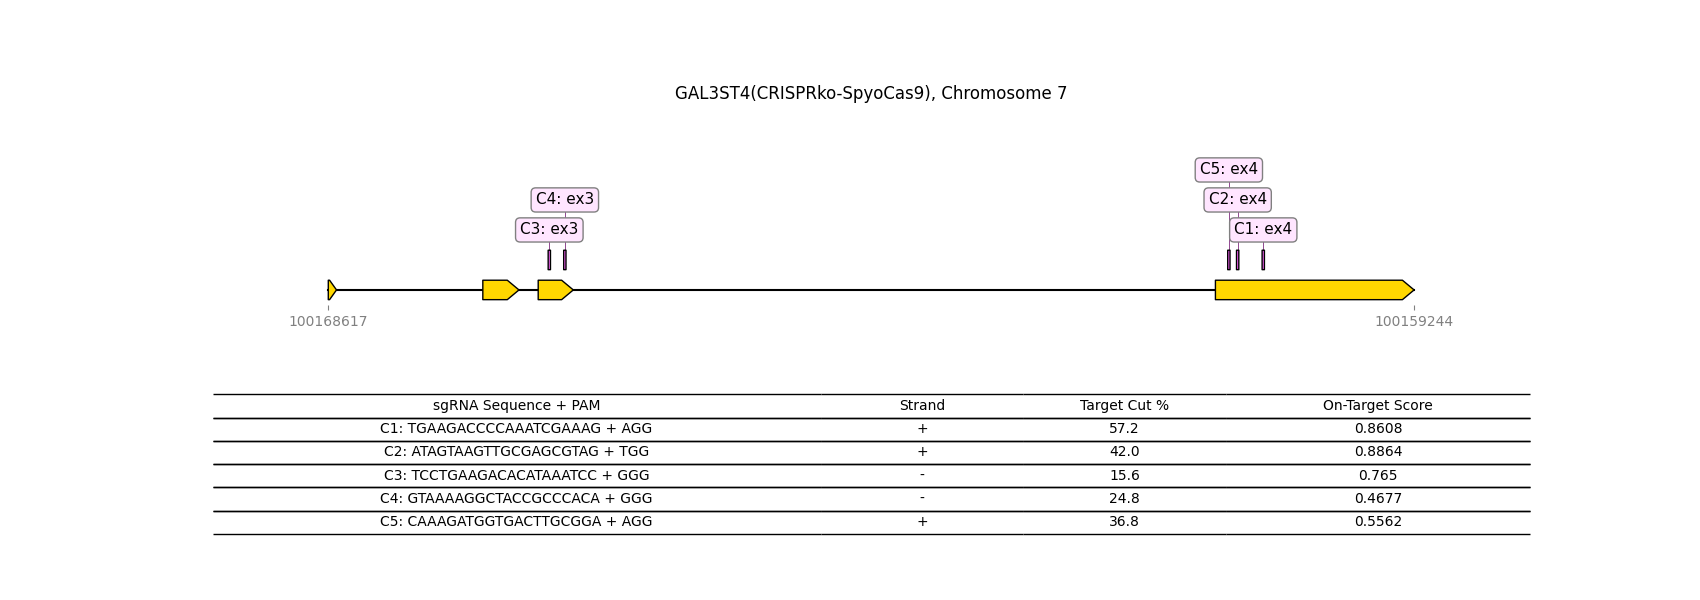 GAL3ST4(CRISPRko-SpyoCas9), Chromosome 7
C5: ex4
C4: ex3
C2: ex4
C3: ex3
C1: ex4
100168617
100159244
sgRNA Sequence + PAM Strand Target Cut % On-Target Score
C1: TGAAGACCCCAAATCGAAAG + AGG + 57.2 0.8608
C2: ATAGTAAGTTGCGAGCGTAG + TGG + 42.0 0.8864
C3: TCCTGAAGACACATAAATCC + GGG - 15.6 0.765
C4: GTAAAAGGCTACCGCCCACA + GGG - 24.8 0.4677
C5: CAAAGATGGTGACTTGCGGA + AGG + 36.8 0.5562